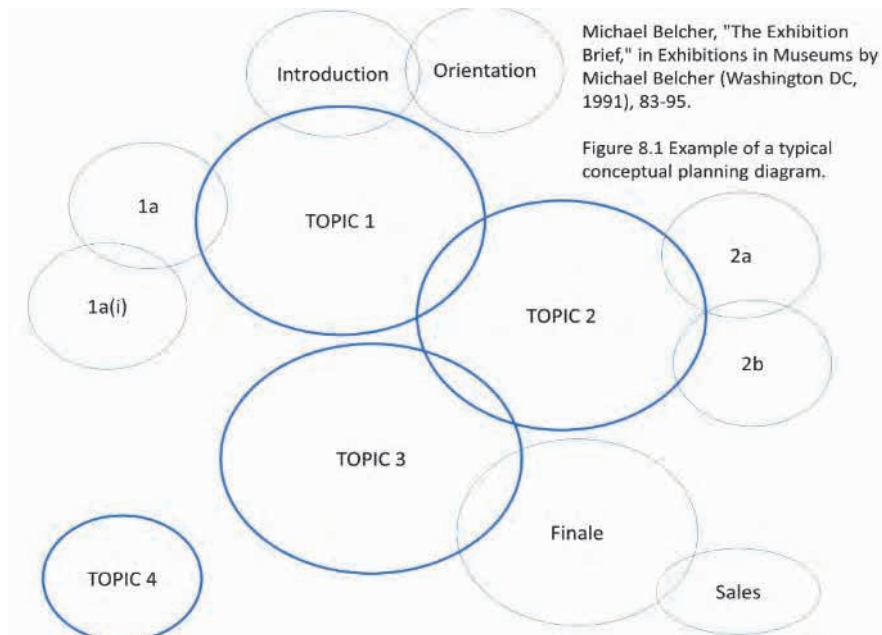 Michael Belcher, "The Exhibition
Brief," in Exhibitions in Museums by
Michael Belcher (Washington DC,
1991), 83-95.
Figure 8.1 Example of a typical
conceptual planning diagram.
Introduction
Orientation
1a
TOPIC 1
2a
1a(i)
TOPIC 2
2b
TOPIC 3
Finale
TOPIC 4
Sales